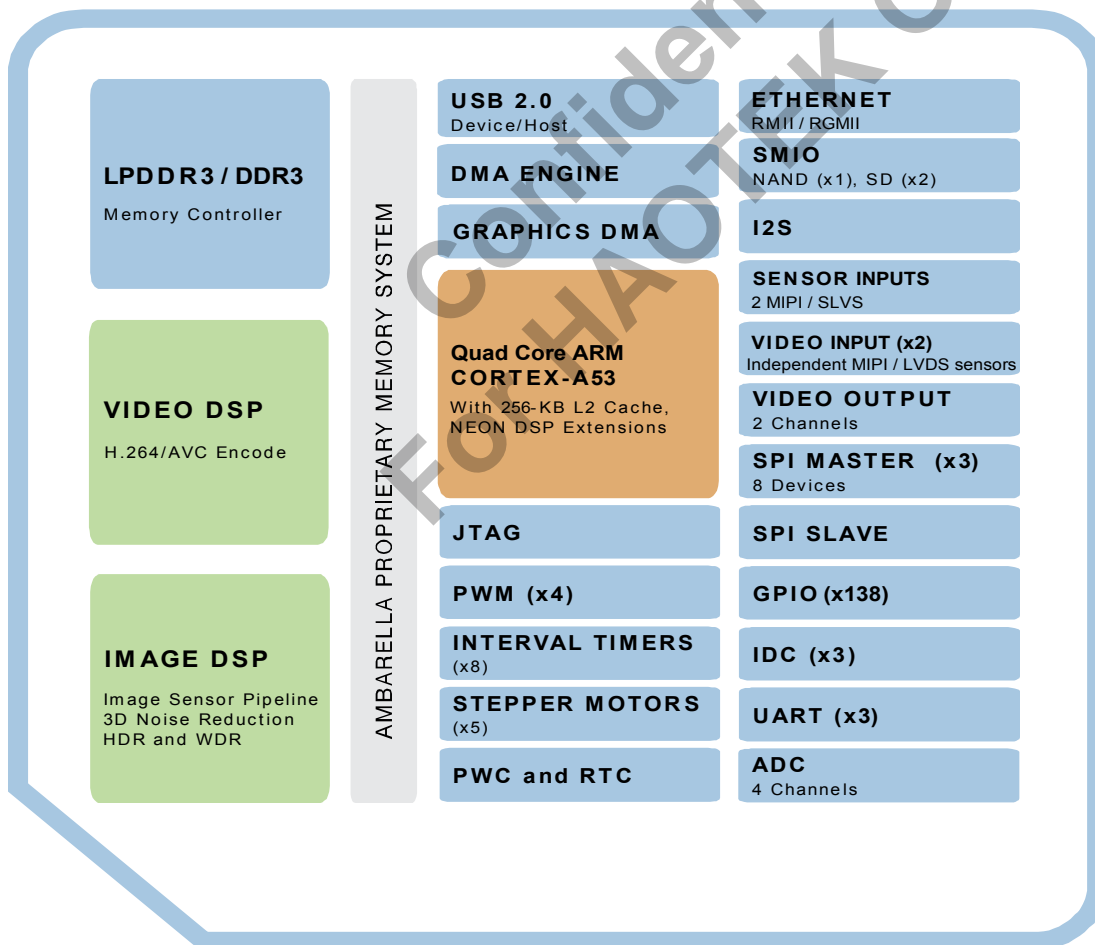 LPDDR3 / DDR3
Memory Controller
VIDEO DSP
H.264/AVC Encode
IMAGE DSP
Image Sensor Pipeline
3D Noise Reduction
HDR and WDR
AMBARELLA PROPRIETARY MEMORY SYSTEM
USB 2.0
Device/Host
DMA ENGINE
GRAPHICS DMA
Quad Core ARM
CORTEX-A53
With 256-KB L2 Cache,
NEON DSP Extensions
JTAG
PWM (x4)
INTERVAL TIMERS
(x8)
STEPPER MOTORS
(x5)
PWC and RTC
ETHERNET
RMII / RGMII
SMIO
NAND (x1), SD (x2)
I2S
SENSOR INPUTS
2 MIPI / SLVS
VIDEO INPUT (x2)
Independent MIPI / LVDS sensors
VIDEO OUTPUT
2 Channels
SPI MASTER (x3)
8 Devices
SPI SLAVE
GPIO (x138)
IDC (x3)
UART (x3)
ADC
4 Channels
For HAOTEK